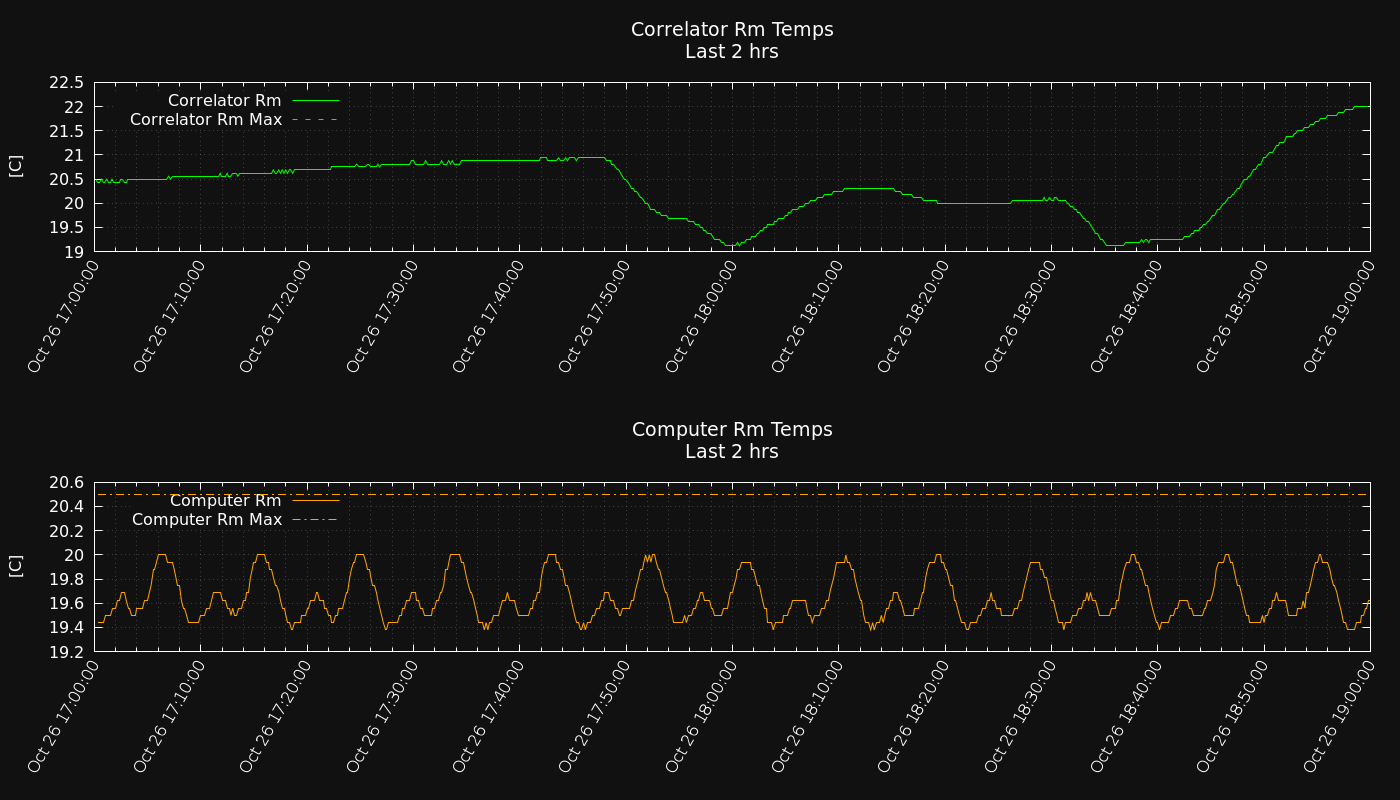 Correlator Rm Temps
Last 2 hrs
22.5
22
21.5
21
20.5
20
19.5
19
[C]
Correlator Rm
Correlator Rm Max
Oct 26 17:00:00
Oct 26 17:10:00
Oct 26 17:20:00
Oct 26 17:30:00
Oct 26 17:40:00
Oct 26 17:50:00
Oct 26 18:00:00
Oct 26 18:10:00
Oct 26 18:20:00
Oct 26 18:30:00
Oct 26 18:40:00
Oct 26 18:50:00
Oct 26 19:00:00
Computer Rm Temps
Last 2 hrs
20.6
20.4
20.2
20
19.8
19.6
19.4
19.2
[C]
Computer Rm
Computer Rm Max
Oct 26 17:00:00
Oct 26 17:10:00
Oct 26 17:20:00
Oct 26 17:30:00
Oct 26 17:40:00
Oct 26 17:50:00
Oct 26 18:00:00
Oct 26 18:10:00
Oct 26 18:20:00
Oct 26 18:30:00
Oct 26 18:40:00
Oct 26 18:50:00
Oct 26 19:00:00